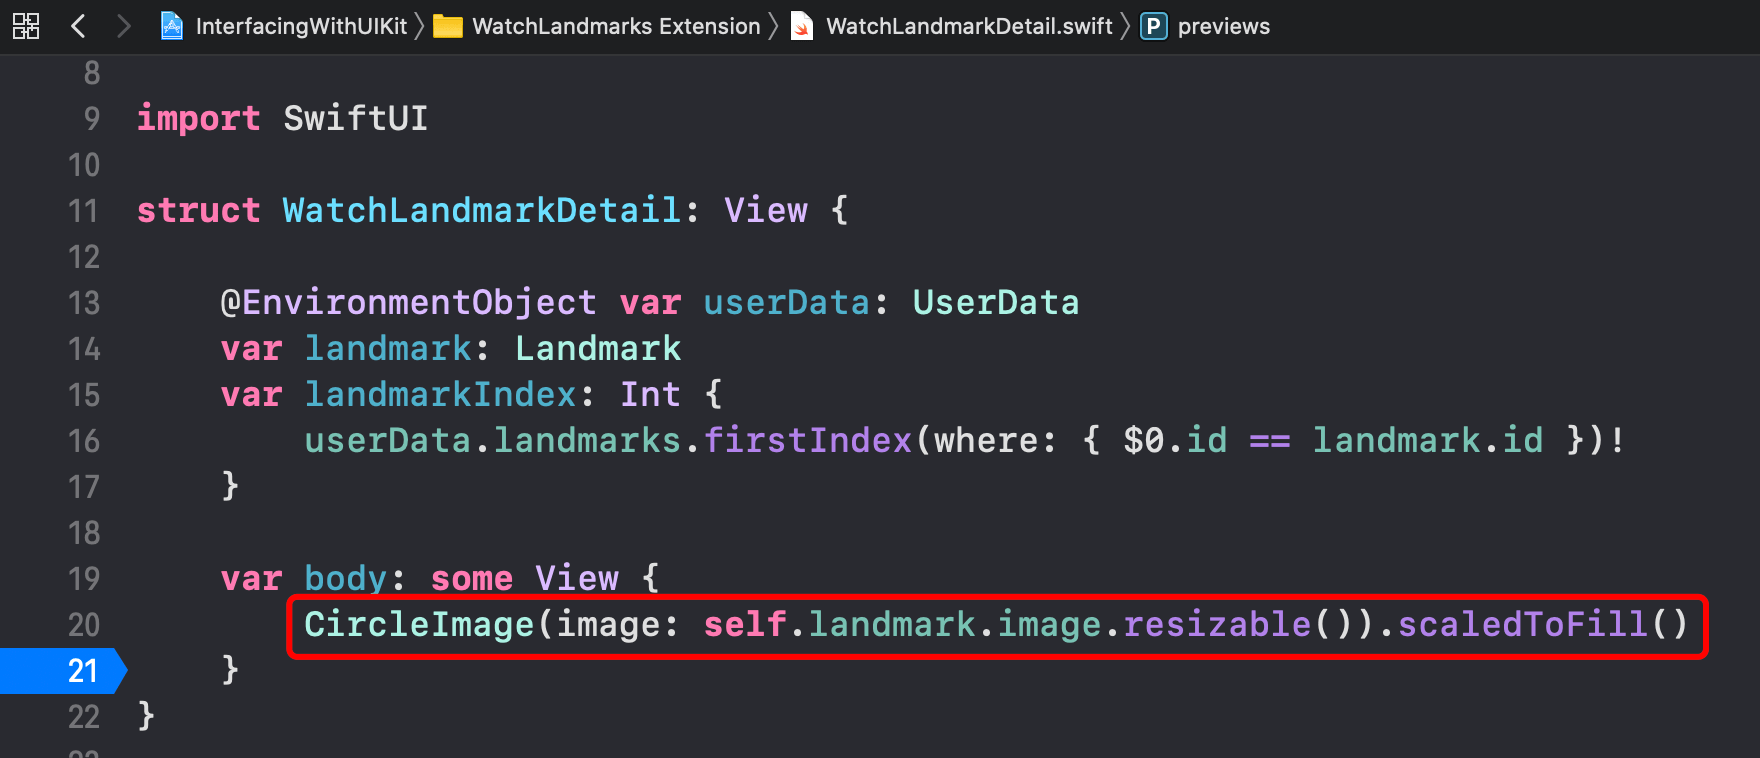 InterfacingWithUIKit WatchLandmarks Extension WatchLandmarkDetail.swift P previews
8
9 import SwiftUI
10
11 struct WatchLandmarkDetail: View {
12
13 @EnvironmentObject var userData: UserData
14 var landmark: Landmark
15 var landmarkIndex: Int {
16 userData.landmarks.firstIndex(where: { $0.id == landmark.id })!
17 }
18
19 var body: some View {
20 CircleImage(image: self.landmark.image.resizable()).scaledToFill()
21 }
22 }